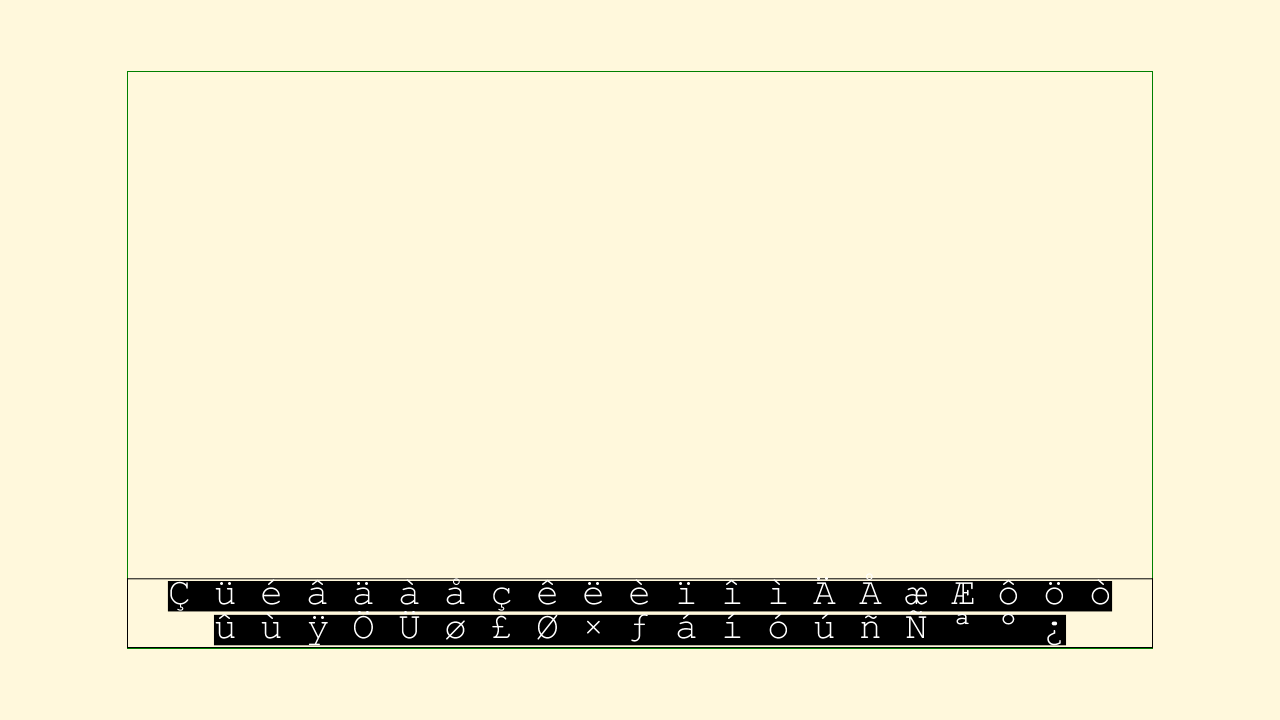 Ç ü é â ä à å ç ê ë è ï î ì Ä Å æ Æ ô ö ò
û ù ÿ Ö Ü ø £ Ø × ƒ á í ó ú ñ Ñ ª º ¿